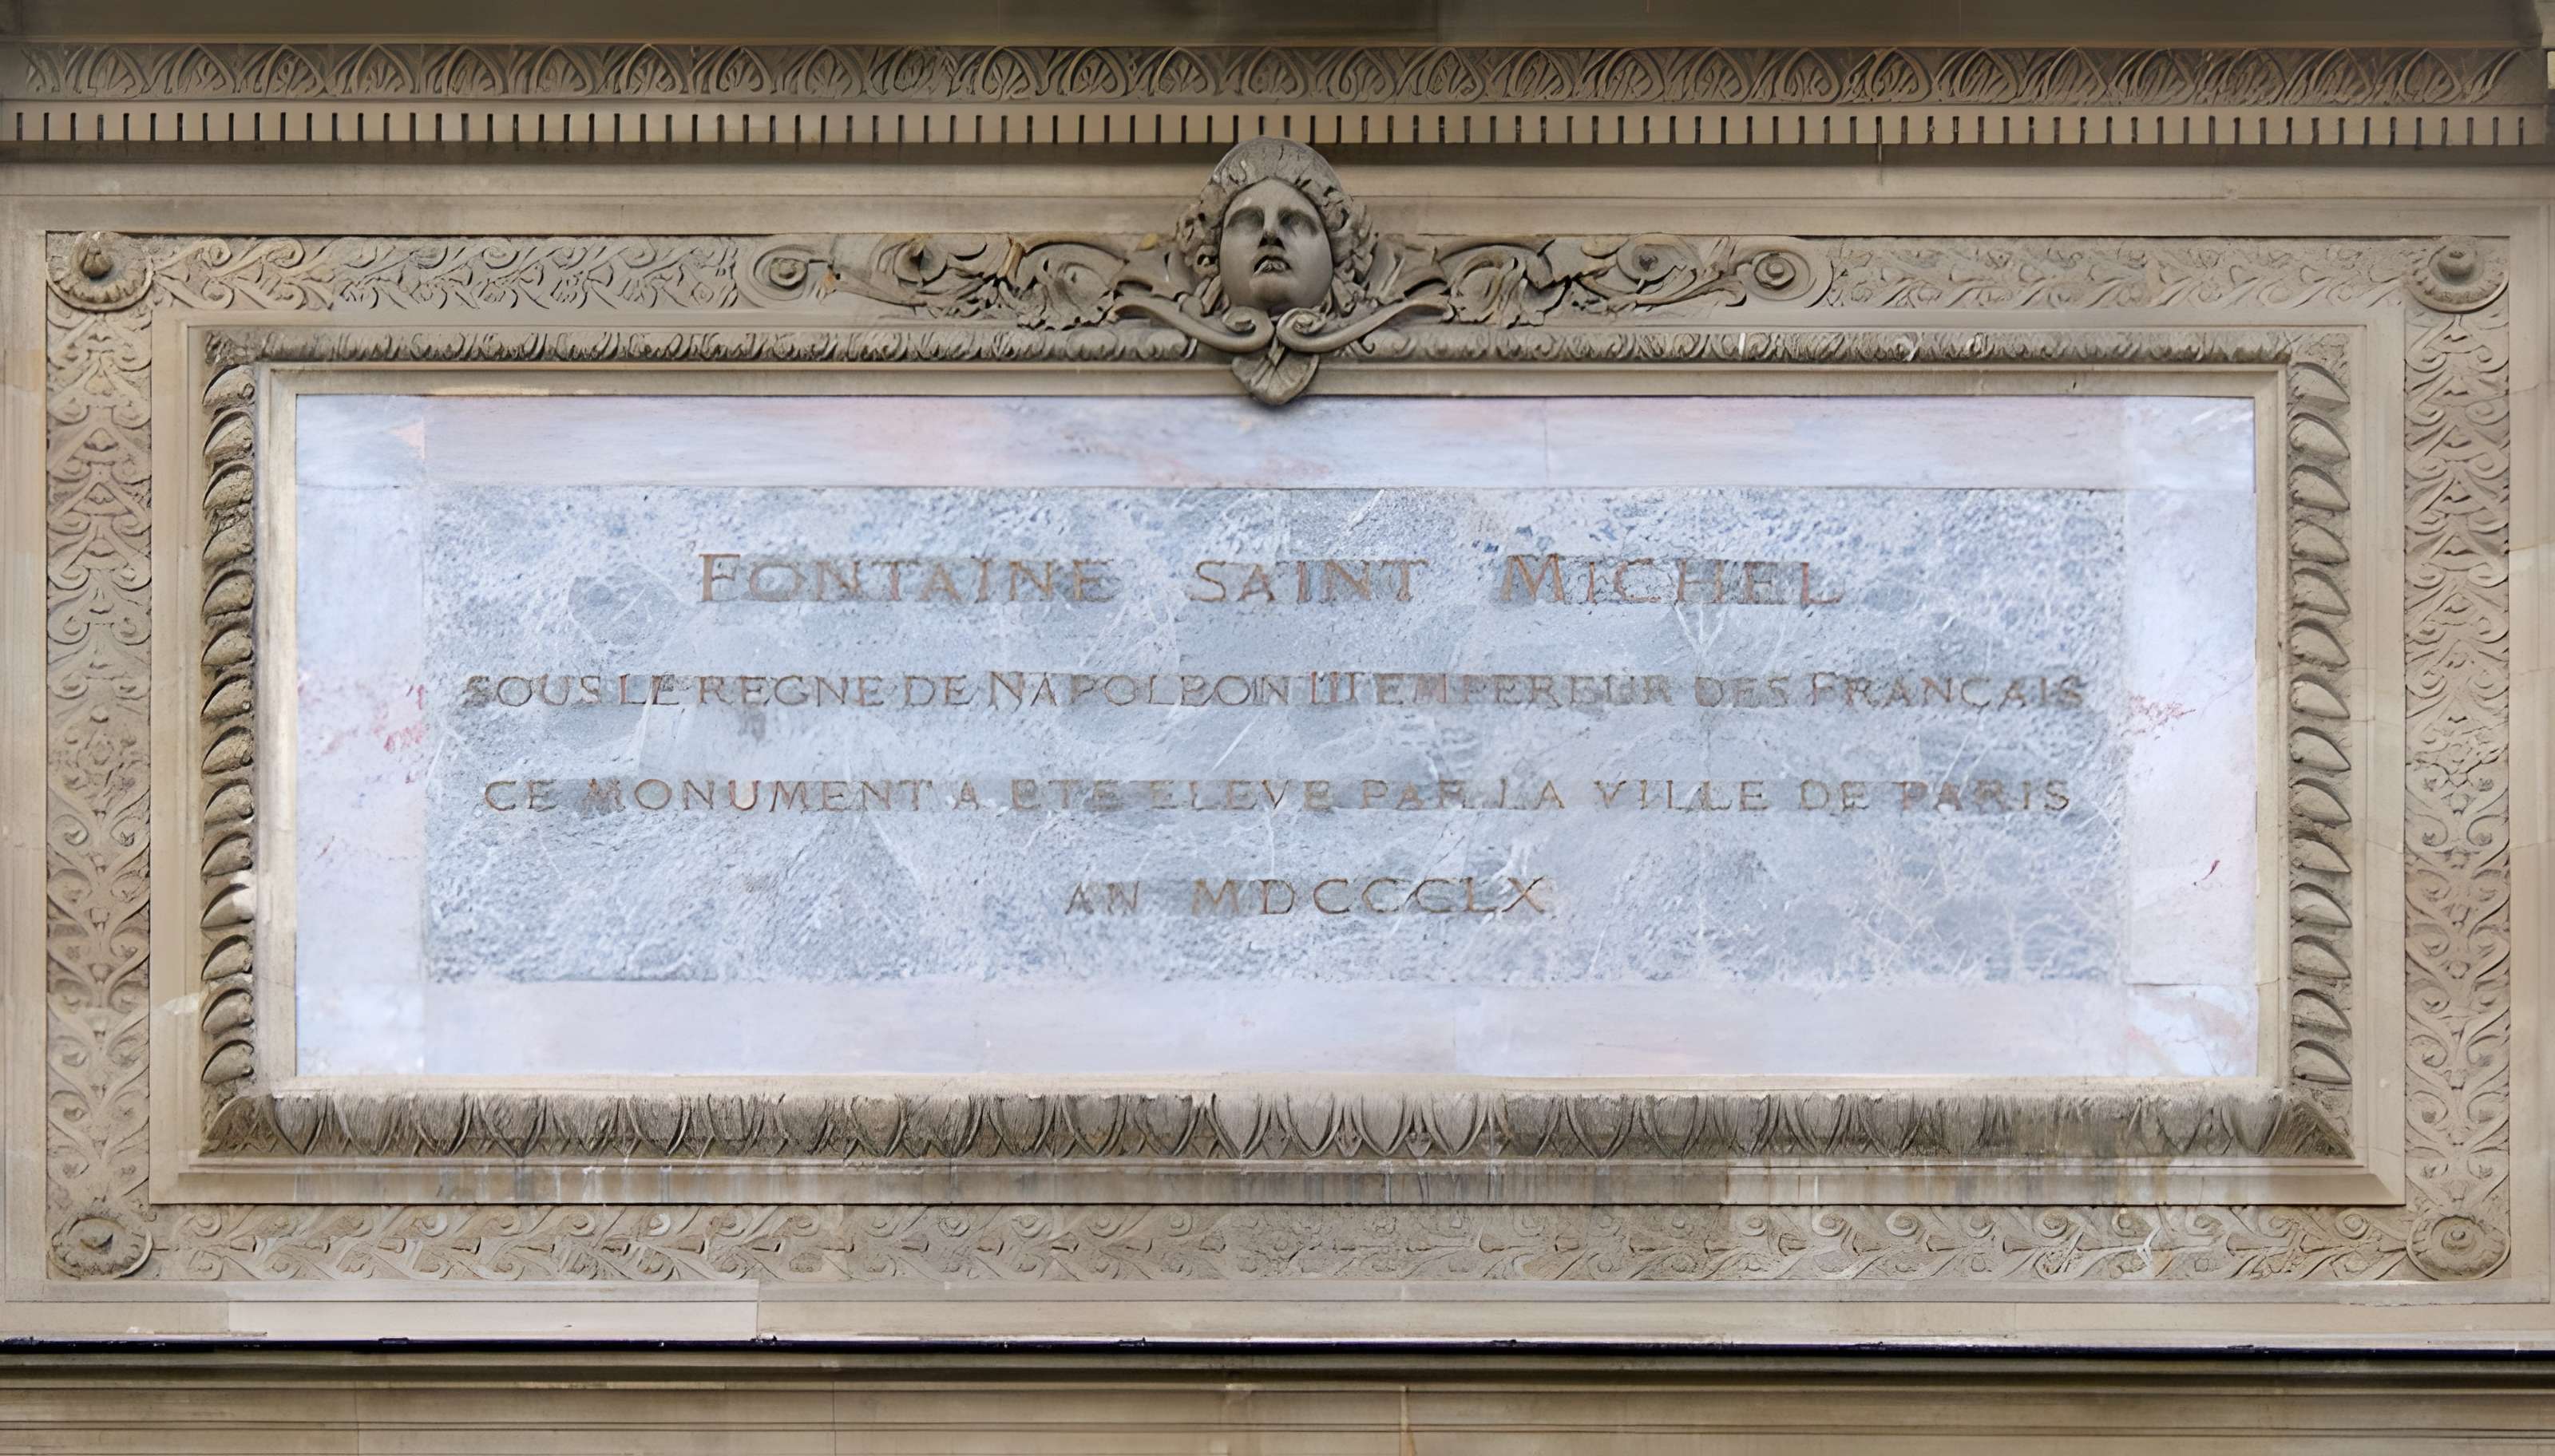 FONTAINE SAINT MICHEL
SOUS LE REGNE DE NAPOLEON III EMPEREUR DES FRANÇAIS
CE MONUMENT A ETE ELEVE PAR LA VILLE DE PARIS
AN MDCCCLX